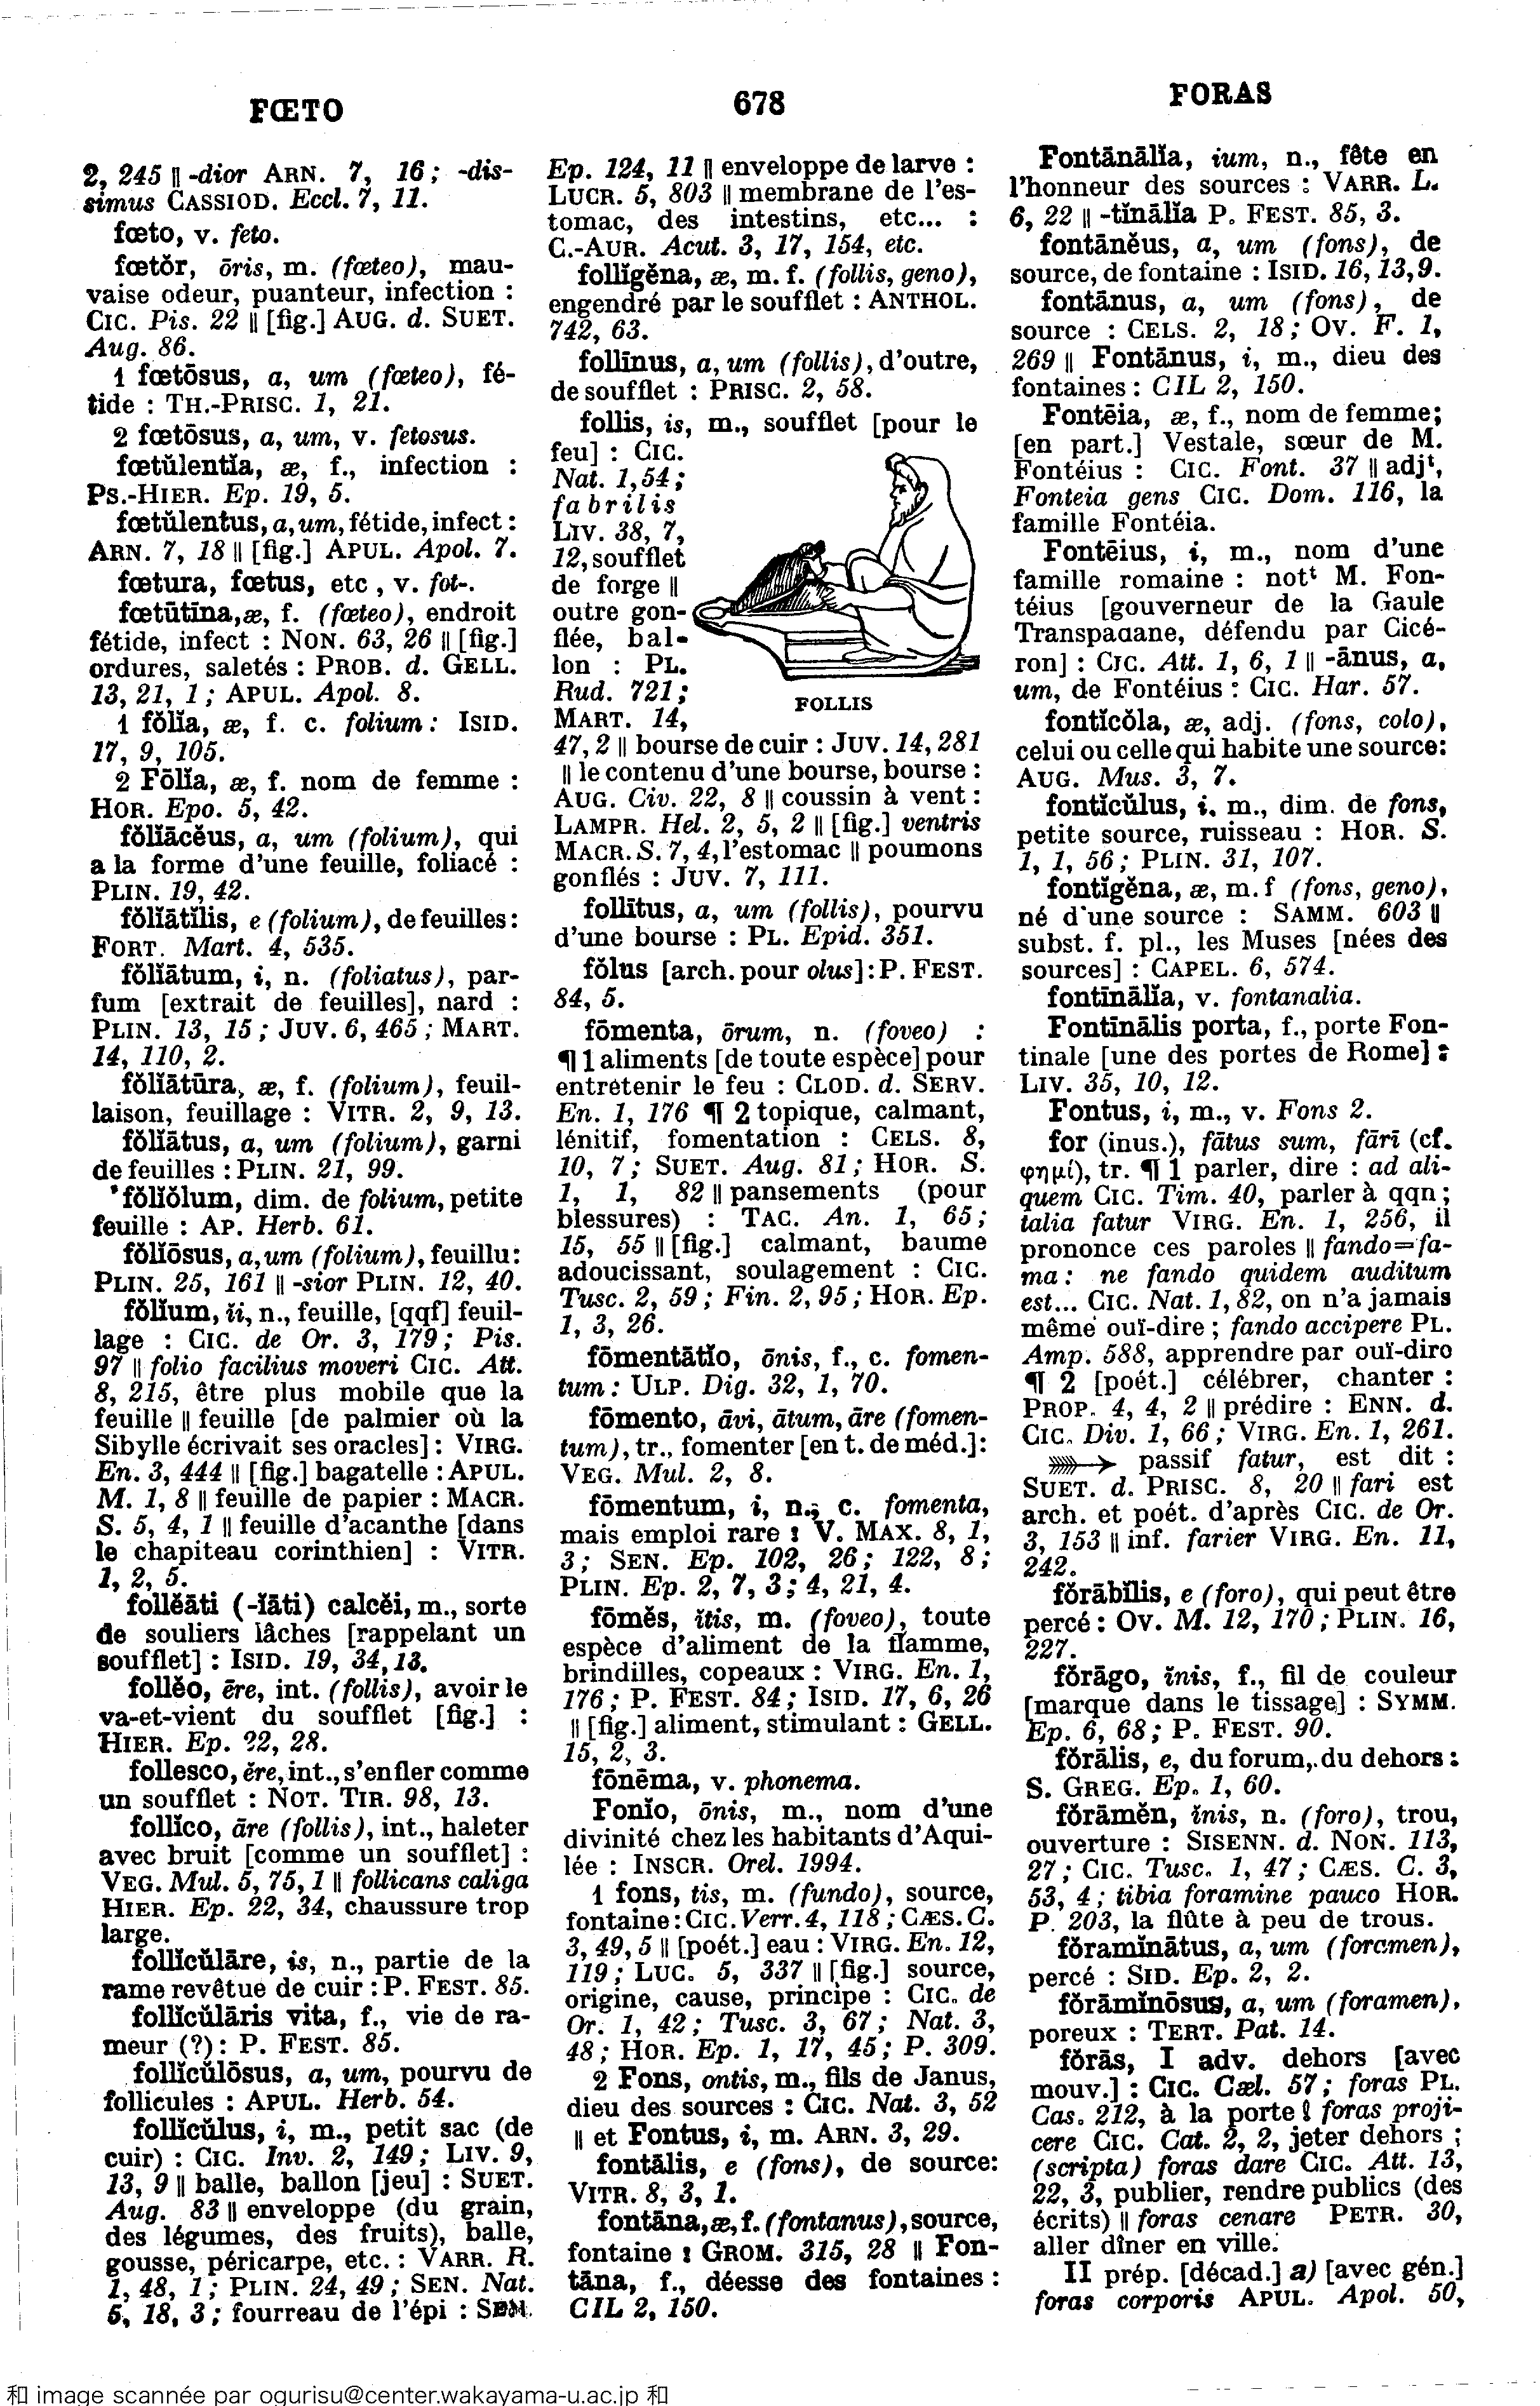 FŒTO
678
FORAS
2, 245 ‖ -dior ARN. 7, 16 ; -dis-
simus CASSIOD. Eccl. 7, 11.
fœto, v. feto.
fœtŏr, ōris, m. (fœteo), mau-
vaise odeur, puanteur, infection :
CIC. Pis. 22 ‖ [fig.] AUG. d. SUET.
Aug. 86.
1 fœtōsus, a, um (fœteo), fé-
tide : TH.-PRISC. 1, 21.
2 fœtōsus, a, um, v. fetosus.
fœtŭlentĭa, æ, f., infection :
PS.-HIER. Ep. 19, 5.
fœtŭlentus, a, um, fétide, infect :
ARN. 7, 18 ‖ [fig.] APUL. Apol. 7.
fœtura, fœtus, etc , v. fot-.
fœtūtīna, æ, f. (fœteo), endroit
fétide, infect : NON. 63, 26 ‖ [fig.]
ordures, saletés : PROB. d. GELL.
13, 21, 1 ; APUL. Apol. 8.
1 fŏlĭa, æ, f. c. folium : ISID.
17, 9, 105.
2 Fŏlĭa, æ, f. nom de femme :
HOR. Epo. 5, 42.
fŏlĭācĕus, a, um (folium), qui
a la forme d'une feuille, foliacé :
PLIN. 19, 42.
fŏlĭātĭlis, e (folium), de feuilles :
FORT. Mart. 4, 535.
fŏlĭātum, i, n. (foliatus), par-
fum [extrait de feuilles], nard :
PLIN. 13, 15 ; JUV. 6, 465 ; MART.
14, 110, 2.
fŏlĭātūra, æ, f. (folium), feuil-
laison, feuillage : VITR. 2, 9, 13.
fŏlĭātus, a, um (folium), garni
de feuilles : PLIN. 21, 99.
*fŏlĭŏlum, dim. de folium, petite
feuille : AP. Herb. 61.
fŏlĭōsus, a, um (folium), feuillu :
PLIN. 25, 161 ‖ -sior PLIN. 12, 40.
fŏlĭum, ĭi, n., feuille, [qqf] feuil-
lage : CIC. de Or. 3, 179 ; Pis.
97 ‖ folio facilius moveri CIC. Att.
8, 215, être plus mobile que la
feuille ‖ feuille [de palmier où la
Sibylle écrivait ses oracles] : VIRG.
En. 3, 444 ‖ [fig.] bagatelle : APUL.
M. 1, 8 ‖ feuille de papier : MACR.
S. 5, 4, 1 ‖ feuille d'acanthe [dans
le chapiteau corinthien] : VITR.
1, 2, 5.
follĕāti (-ĭāti) calcĕi, m., sorte
de souliers lâches [rappelant un
soufflet] : ISID. 19, 34, 13.
follĕo, ēre, int. (follis), avoir le
va-et-vient du soufflet [fig.] :
HIER. Ep. 22, 28.
follesco, ĕre, int., s'enfler comme
un soufflet : NOT. TIR. 98, 13.
follĭco, āre (follis), int., haleter
avec bruit [comme un soufflet] :
VEG. Mul. 5, 75, 1 ‖ follicans caliga
HIER. Ep. 22, 34, chaussure trop
large.
follĭcŭlāre, is, n., partie de la
rame revêtue de cuir : P. FEST. 85.
follĭcŭlāris vita, f., vie de ra-
meur (?) : P. FEST. 85.
follĭcŭlōsus, a, um, pourvu de
follicules : APUL. Herb. 54.
follĭcŭlus, i, m., petit sac (de
cuir) : CIC. Inv. 2, 149 ; LIV. 9,
13, 9 ‖ balle, ballon [jeu] : SUET.
Aug. 83 ‖ enveloppe (du grain,
des légumes, des fruits), balle,
gousse, péricarpe, etc. : VARR. R.
1, 48, 1 ; PLIN. 24, 49 ; SEN. Nat.
5, 18, 3 ; fourreau de l'épi : SEN.
Ep. 124, 11 ‖ enveloppe de larve :
LUCR. 5, 803 ‖ membrane de l'es-
tomac, des intestins, etc... :
C.-AUR. Acut. 3, 17, 154, etc.
follĭgĕna, æ, m. f. (follis, geno),
engendré par le soufflet : ANTHOL.
742, 63.
follīnus, a, um (follis), d'outre,
de soufflet : PRISC. 2, 58.
follis, is, m., soufflet [pour le
feu] : CIC.
Nat. 1, 54 ;
fabrilis
LIV. 38, 7,
12, soufflet
de forge ‖
outre gon-
flée, bal-
lon : PL.
Rud. 721 ;
MART. 14,
FOLLIS
47, 2 ‖ bourse de cuir : JUV. 14, 281
‖ le contenu d'une bourse, bourse :
AUG. Civ. 22, 8 ‖ coussin à vent :
LAMPR. Hel. 2, 5, 2 ‖ [fig.] ventris
MACR. S. 7, 4, l'estomac ‖ poumons
gonflés : JUV. 7, 111.
follītus, a, um (follis), pourvu
d'une bourse : PL. Epid. 351.
fŏlus [arch. pour olus] : P. FEST.
84, 5.
fōmenta, ōrum, n. (foveo) :
¶ 1 aliments [de toute espèce] pour
entretenir le feu : CLOD. d. SERV.
En. 1, 176 ¶ 2 topique, calmant,
lénitif, fomentation : CELS. 8,
10, 7 ; SUET. Aug. 81 ; HOR. S.
1, 1, 82 ‖ pansements (pour
blessures) : TAC. An. 1, 65 ;
15, 55 ‖ [fig.] calmant, baume
adoucissant, soulagement : CIC.
Tusc. 2, 59 ; Fin. 2, 95 ; HOR. Ep.
1, 3, 26.
fōmentātĭo, ōnis, f., c. fomen-
tum : ULP. Dig. 32, 1, 70.
fōmento, āvi, ātum, āre (fomen-
tum), tr., fomenter [en t. de méd.] :
VEG. Mul. 2, 8.
fōmentum, i, n., c. fomenta,
mais emploi rare : V. MAX. 8, 1,
3 ; SEN. Ep. 102, 26 ; 122, 8 ;
PLIN. Ep. 2, 7, 3 ; 4, 21, 4.
fōmĕs, ĭtis, m. (foveo), toute
espèce d'aliment de la flamme,
brindilles, copeaux : VIRG. En. 1,
176 ; P. FEST. 84 ; ISID. 17, 6, 26
‖ [fig.] aliment, stimulant : GELL.
15, 2, 3.
fōnēma, v. phonema.
Fonĭo, ōnis, m., nom d'une
divinité chez les habitants d'Aqui-
lée : INSCR. Orel. 1994.
1 fons, tis, m. (fundo), source,
fontaine : CIC. Verr. 4, 118 ; CÆS. C.
3, 49, 5 ‖ [poét.] eau : VIRG. En. 12,
119 ; LUC. 5, 337 ‖ [fig.] source,
origine, cause, principe : CIC. de
Or. 1, 42 ; Tusc. 3, 67 ; Nat. 3,
48 ; HOR. Ep. 1, 17, 45 ; P. 309.
2 Fons, ontis, m., fils de Janus,
dieu des sources : CIC. Nat. 3, 52
‖ et Fontus, i, m. ARN. 3, 29.
fontālis, e (fons), de source :
VITR. 8, 3, 1.
fontāna, æ, f. (fontanus), source,
fontaine : GROM. 315, 28 ‖ Fon-
tāna, f., déesse des fontaines :
CIL 2, 150.
Fontānālĭa, ium, n., fête en
l'honneur des sources : VARR. L.
6, 22 ‖ -tĭnālĭa P. FEST. 85, 3.
fontānĕus, a, um (fons), de
source, de fontaine : ISID. 16, 13, 9.
fontānus, a, um (fons), de
source : CELS. 2, 18 ; OV. F. 1,
269 ‖ Fontānus, i, m., dieu des
fontaines : CIL 2, 150.
Fontēia, æ, f., nom de femme ;
[en part.] Vestale, sœur de M.
Fontéius : CIC. Font. 37 ‖ adjᵗ,
Fonteia gens CIC. Dom. 116, la
famille Fontéia.
Fontēius, i, m., nom d'une
famille romaine : notᵗ M. Fon-
téius [gouverneur de la Gaule
Transpadane, défendu par Cicé-
ron] : CIC. Att. 1, 6, 1 ‖ -ānus, a,
um, de Fontéius : CIC. Har. 57.
fontĭcŏla, æ, adj. (fons, colo),
celui ou celle qui habite une source :
AUG. Mus. 3, 7.
fontĭcŭlus, i, m., dim. de fons,
petite source, ruisseau : HOR. S.
1, 1, 56 ; PLIN. 31, 107.
fontĭgĕna, æ, m. f (fons, geno),
né d'une source : SAMM. 603 ‖
subst. f. pl., les Muses [nées des
sources] : CAPEL. 6, 574.
fontīnālĭa, v. fontanalia.
Fontīnālis porta, f., porte Fon-
tinale [une des portes de Rome] :
LIV. 35, 10, 12.
Fontus, i, m., v. Fons 2.
for (inus.), fātus sum, fārī (cf.
φημί), tr. ¶ 1 parler, dire : ad ali-
quem CIC. Tim. 40, parler à qqn ;
talia fatur VIRG. En. 1, 256, il
prononce ces paroles ‖ fando=fa-
ma : ne fando quidem auditum
est... CIC. Nat. 1, 82, on n'a jamais
même ouï-dire ; fando accipere PL.
Amp. 588, apprendre par ouï-dire
¶ 2 [poét.] célébrer, chanter :
PROP. 4, 4, 2 ‖ prédire : ENN. d.
CIC. Div. 1, 66 ; VIRG. En. 1, 261.
⟶ passif fatur, est dit :
SUET. d. PRISC. 8, 20 ‖ fari est
arch. et poét. d'après CIC. de Or.
3, 153 ‖ inf. farier VIRG. En. 11,
242.
fŏrābĭlis, e (foro), qui peut être
percé : OV. M. 12, 170 ; PLIN. 16,
227.
fŏrāgo, ĭnis, f., fil de couleur
[marque dans le tissage] : SYMM.
Ep. 6, 68 ; P. FEST. 90.
fŏrālis, e, du forum, du dehors :
S. GREG. Ep. 1, 60.
fŏrāmĕn, ĭnis, n. (foro), trou,
ouverture : SISENN. d. NON. 113,
27 ; CIC. Tusc. 1, 47 ; CÆS. C. 3,
53, 4 ; tibia foramine pauco HOR.
P. 203, la flûte à peu de trous.
fŏramĭnātus, a, um (foramen),
percé : SID. Ep. 2, 2.
fŏrāmĭnōsus, a, um (foramen),
poreux : TERT. Pat. 14.
fŏrās, I adv. dehors [avec
mouv.] : CIC. Cæl. 57 ; foras PL.
Cas. 212, à la porte ! foras proji-
cere CIC. Cat. 2, 2, jeter dehors ;
(scripta) foras dare CIC. Att. 13,
22, 3, publier, rendre publics (des
écrits) ‖ foras cenare PETR. 30,
aller dîner en ville.
II prép. [décad.] a) [avec gén.]
foras corporis APUL. Apol. 50,
和 image scannée par ogurisu@center.wakayama-u.ac.jp 和